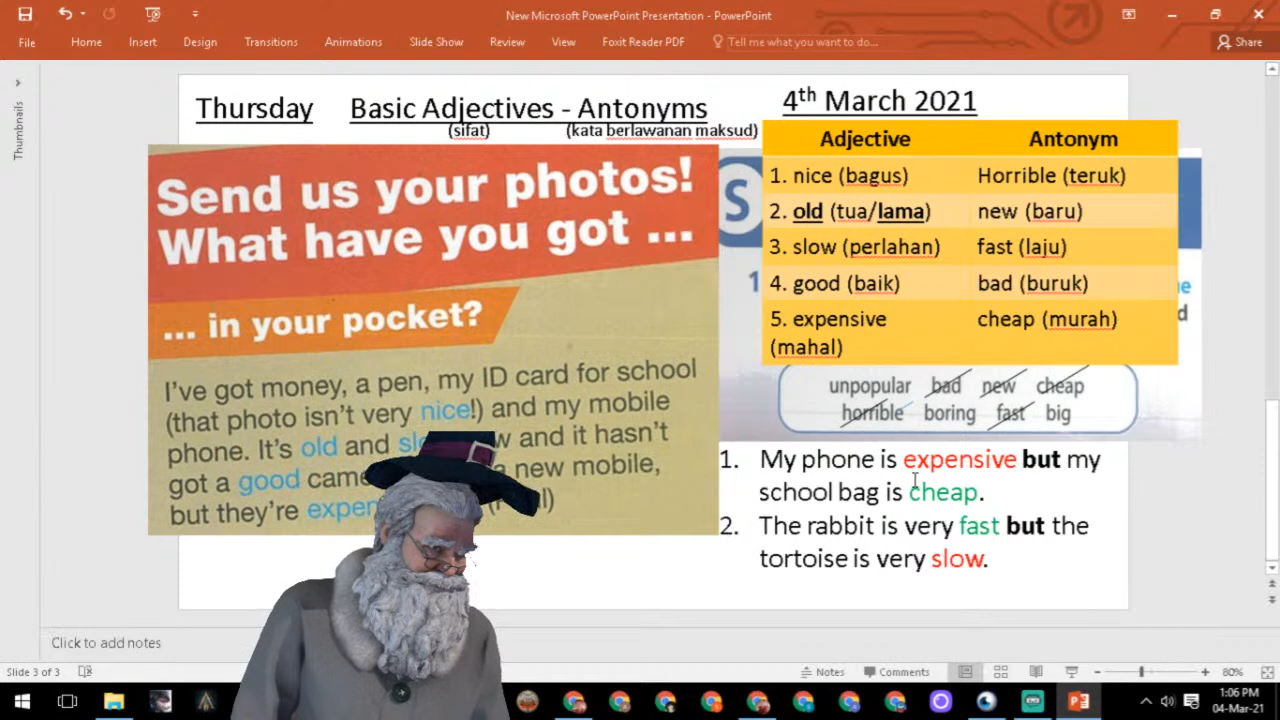 New Microsoft PowerPoint Presentation - PowerPoint
File Home Insert Design Transitions Animations Slide Show Review View Foxit Reader PDF Tell me what you want to do... Share
Thumbnails
Thursday Basic Adjectives - Antonyms 4th March 2021
(sifat) (kata berlawanan maksud)
Send us your photos!
What have you got ...
... in your pocket?
I've got money, a pen, my ID card for school
(that photo isn't very nice!) and my mobile
phone. It's old and and it hasn't
got a good a new mobile,
but they're
Adjective Antonym
1. nice (bagus) Horrible (teruk)
2. old (tua/lama) new (baru)
3. slow (perlahan) fast (laju)
4. good (baik) bad (buruk)
5. expensive cheap (murah)
(mahal)
S
1
unpopular bad new cheap
horrible boring fast big
1. My phone is expensive but my
school bag is cheap.
2. The rabbit is very fast but the
tortoise is very slow.
Click to add notes
Slide 3 of 3 Notes Comments 80%
1:06 PM
04-Mar-21